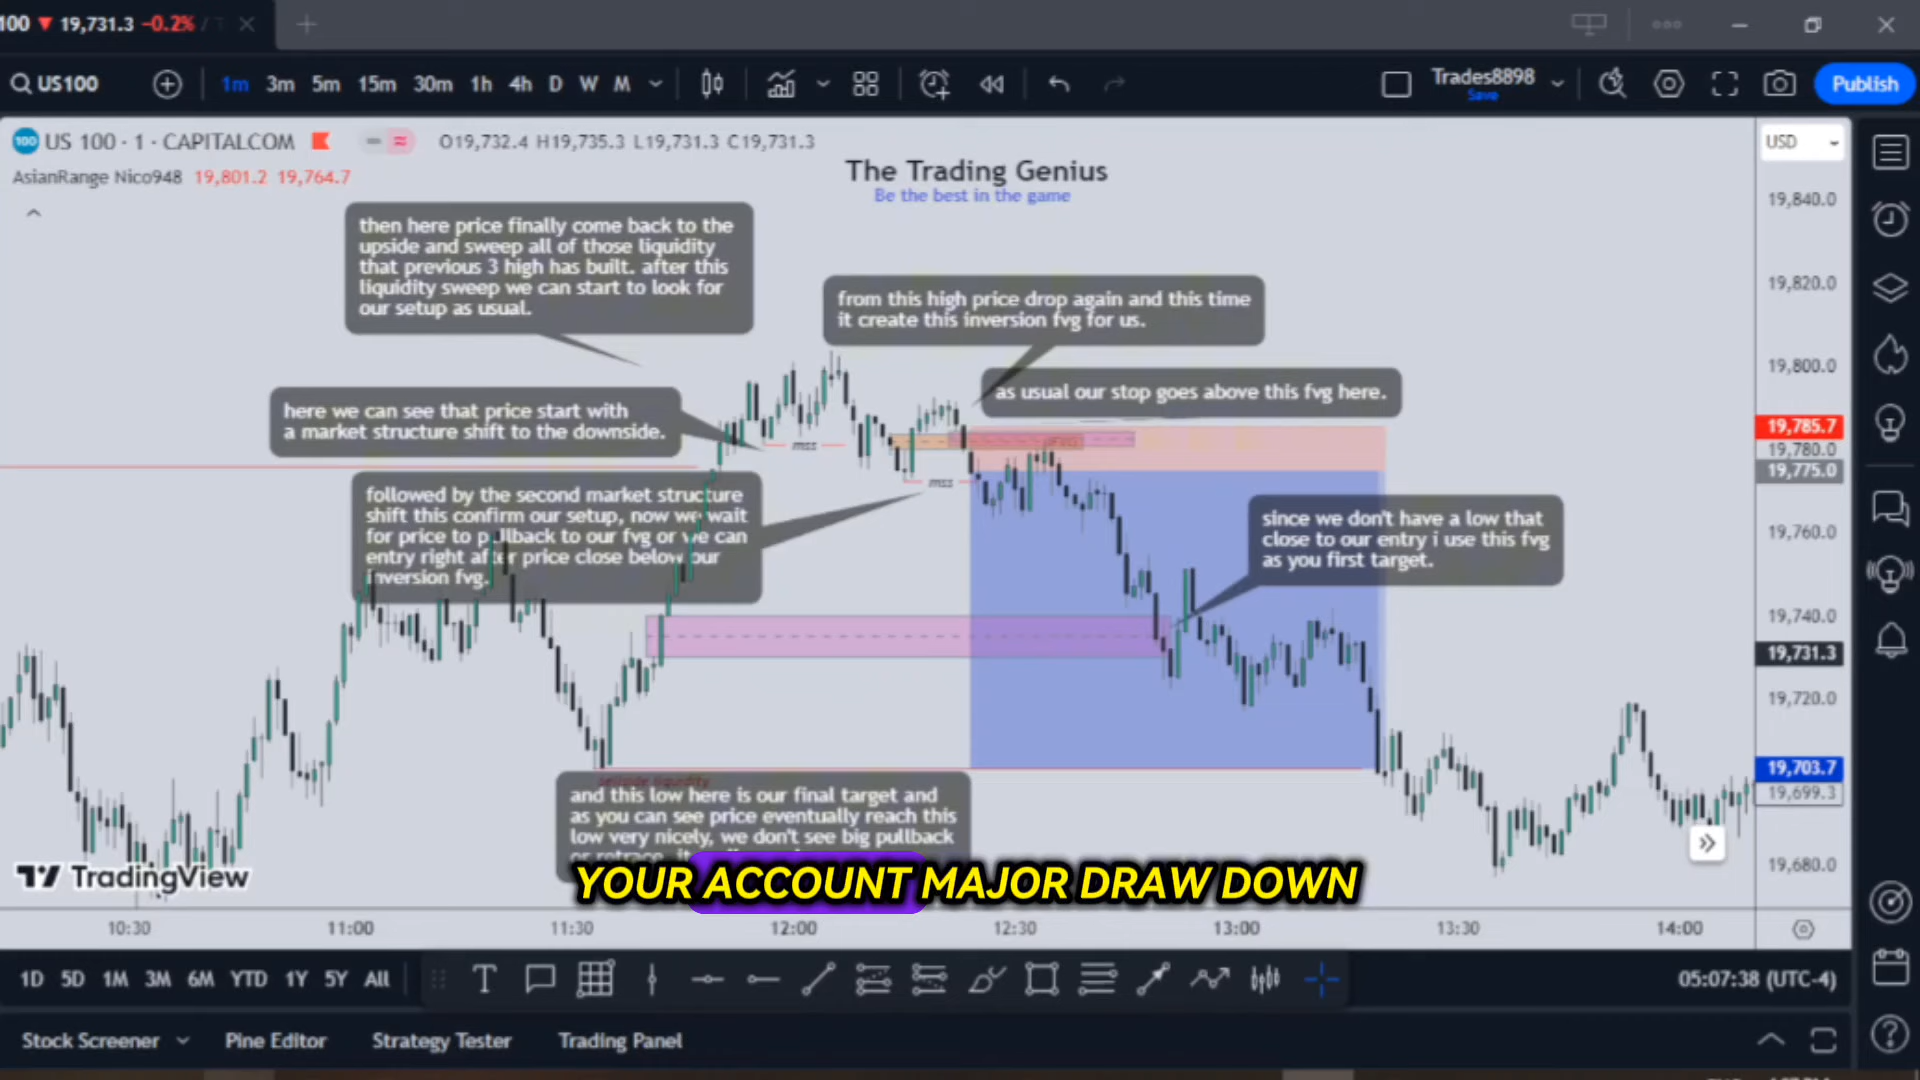 100 19,731.3 −0.2% /
US100
1m 3m 5m 15m 30m 1h 4h D W M
Trades8898
Save
Publish
100 US 100 · 1 · CAPITALCOM
O19,732.4 H19,735.3 L19,731.3 C19,731.3
USD
AsianRange Nico948 19,801.2 19,764.7
The Trading Genius
Be the best in the game
then here price finally come back to the
upside and sweep all of those liquidity
that previous 3 high has built. after this
liquidity sweep we can start to look for
our setup as usual.
from this high price drop again and this time
it create this inversion fvg for us.
as usual our stop goes above this fvg here.
here we can see that price start with
a market structure shift to the downside.
mss
mss
followed by the second market structure
shift this confirm our setup, now we wait
for price to pullback to our fvg or we can
entry right after price close below our
inversion fvg.
since we don't have a low that
close to our entry i use this fvg
as you first target.
sellside liquidity
and this low here is our final target and
as you can see price eventually reach this
low very nicely, we don't see big pullback
or retrace, it
19,840.0
19,820.0
19,800.0
19,785.7
19,780.0
19,775.0
19,760.0
19,740.0
19,731.3
19,720.0
19,703.7
19,699.3
19,680.0
TradingView
YOUR ACCOUNT MAJOR DRAW DOWN
10:30 11:00 11:30 12:00 12:30 13:00 13:30 14:00
1D 5D 1M 3M 6M YTD 1Y 5Y All
05:07:38 (UTC-4)
Stock Screener Pine Editor Strategy Tester Trading Panel